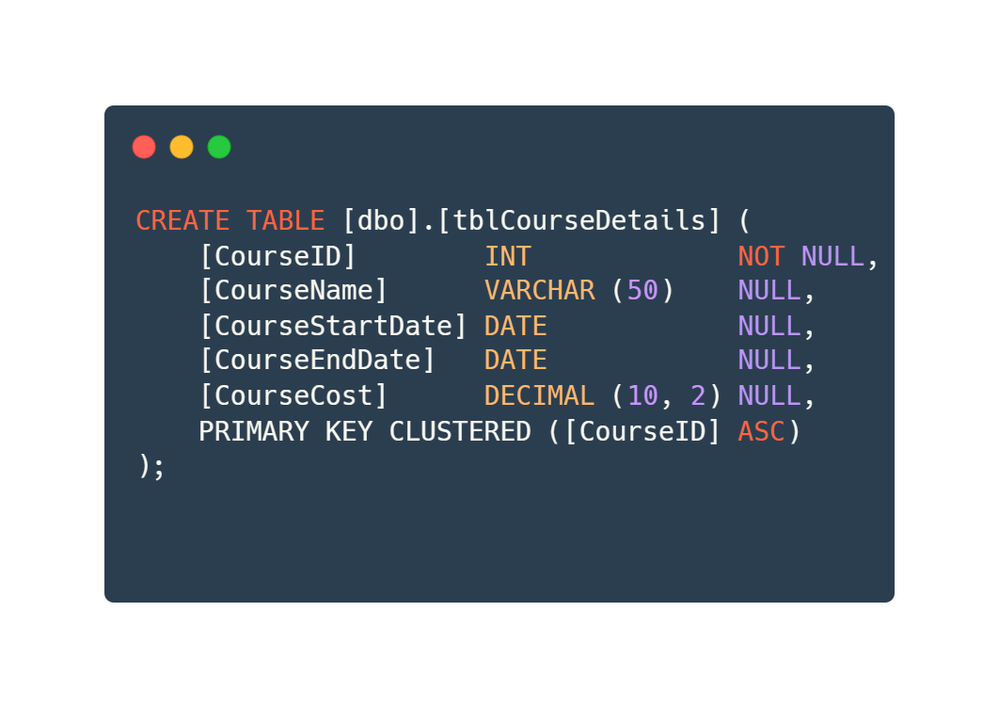 CREATE TABLE [dbo].[tblCourseDetails] (
    [CourseID]        INT             NOT NULL,
    [CourseName]      VARCHAR (50)    NULL,
    [CourseStartDate] DATE            NULL,
    [CourseEndDate]   DATE            NULL,
    [CourseCost]      DECIMAL (10, 2) NULL,
    PRIMARY KEY CLUSTERED ([CourseID] ASC)
);